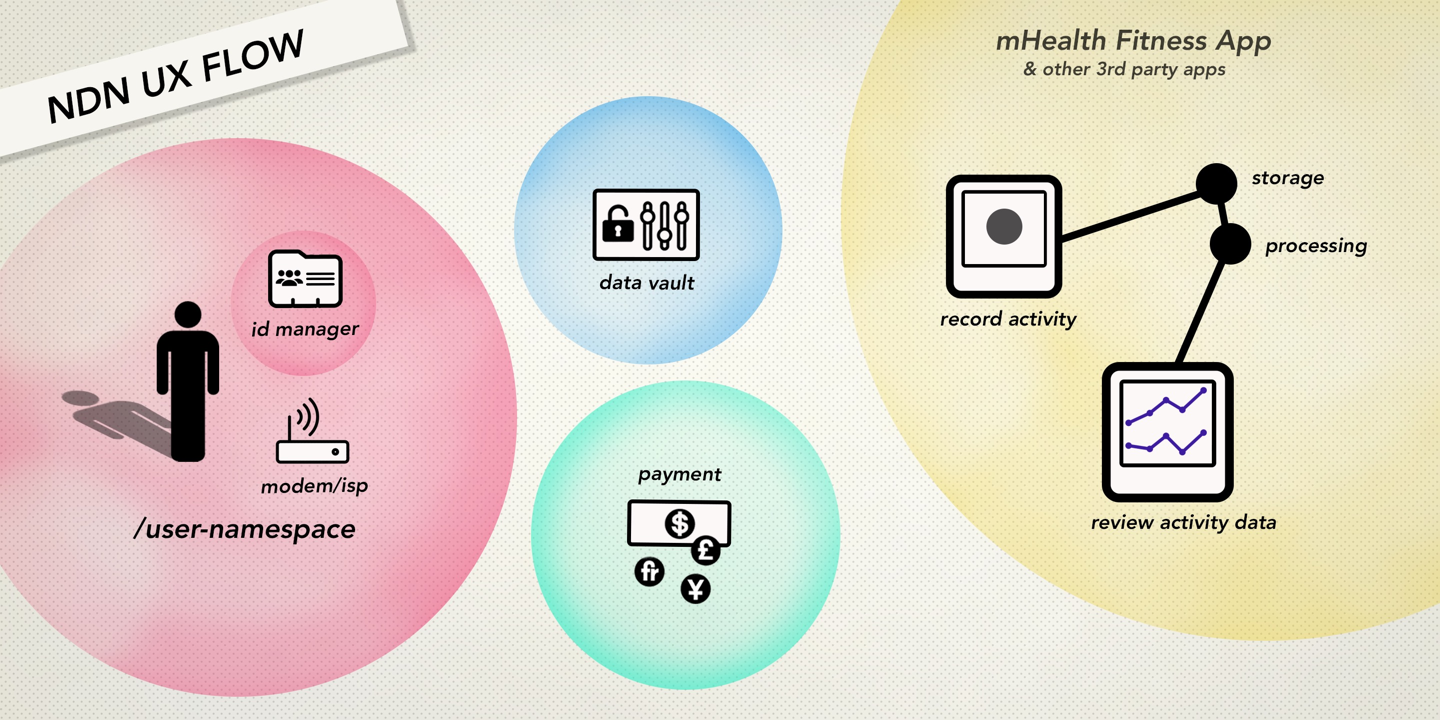 NDN UX FLOW
mHealth Fitness App
& other 3rd party apps
id manager
modem/isp
/user-namespace
data vault
payment
$
£
fr
¥
record activity
storage
processing
review activity data